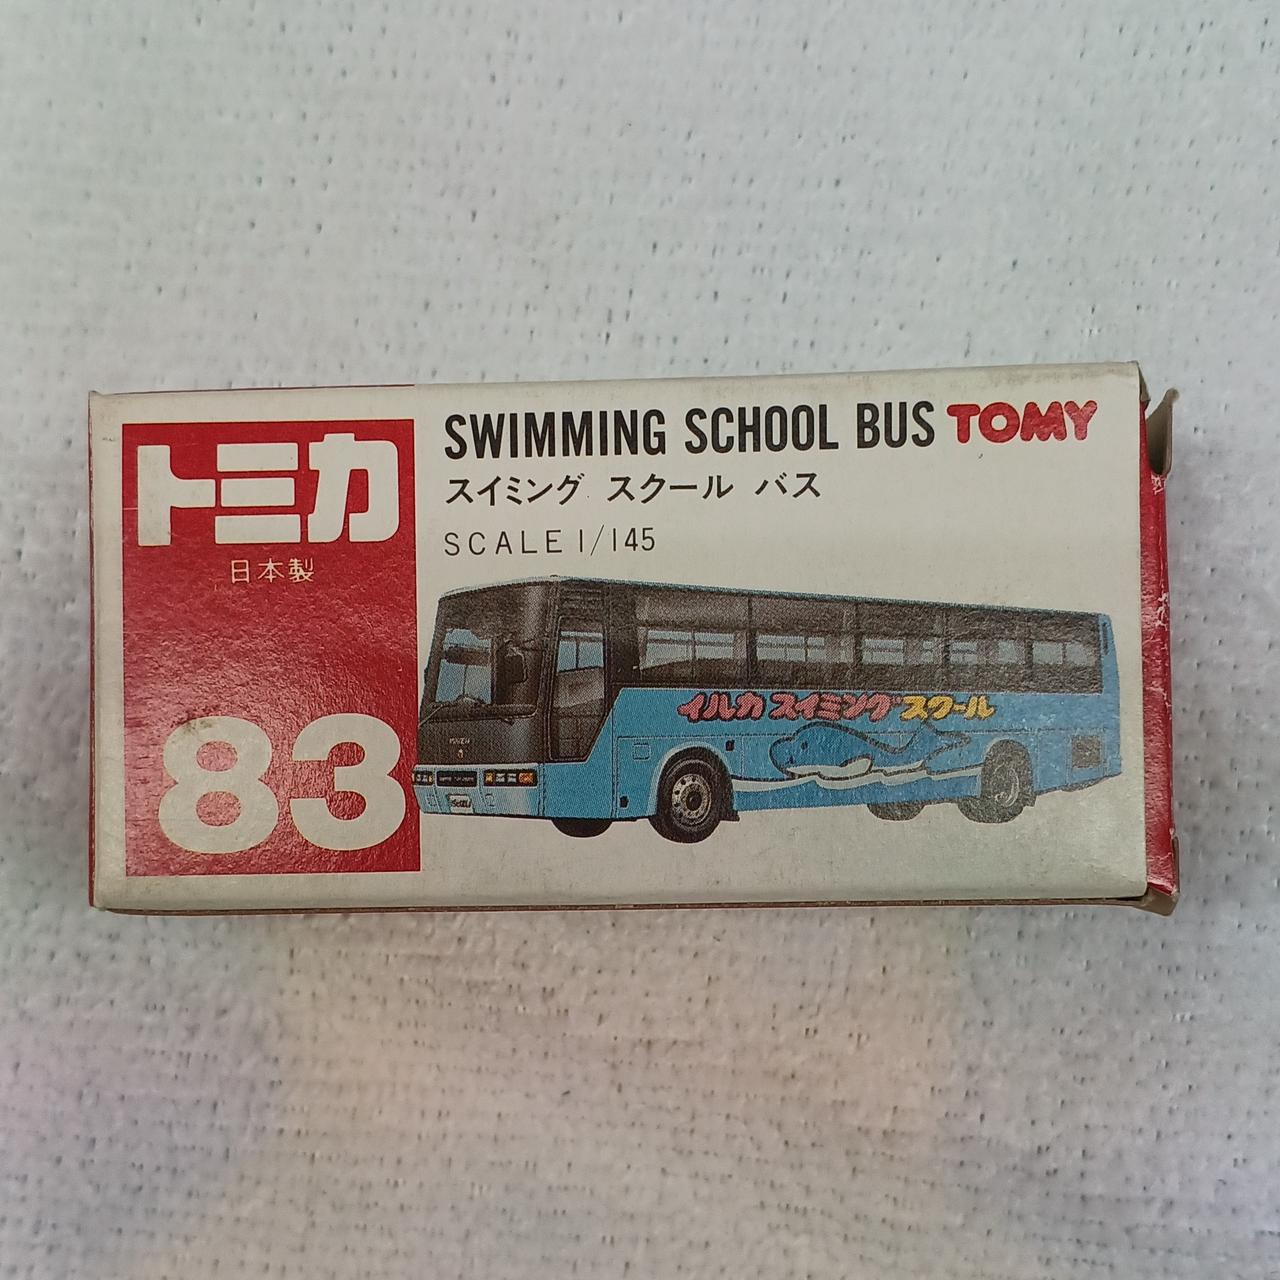 トミカ
日本製
83
SWIMMING SCHOOL BUS TOMY
スイミング スクール バス
SCALE 1/145
イルカ スイミング スクール